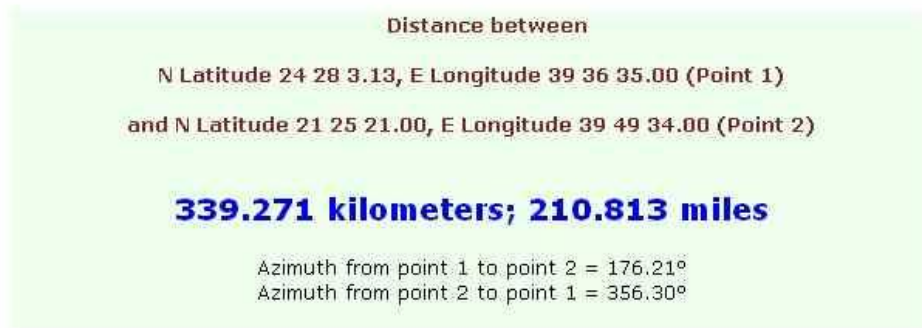 Distance between
N Latitude 24 28 3.13, E Longitude 39 36 35.00 (Point 1)
and N Latitude 21 25 21.00, E Longitude 39 49 34.00 (Point 2)
339.271 kilometers; 210.813 miles
Azimuth from point 1 to point 2 = 176.21º
Azimuth from point 2 to point 1 = 356.30º